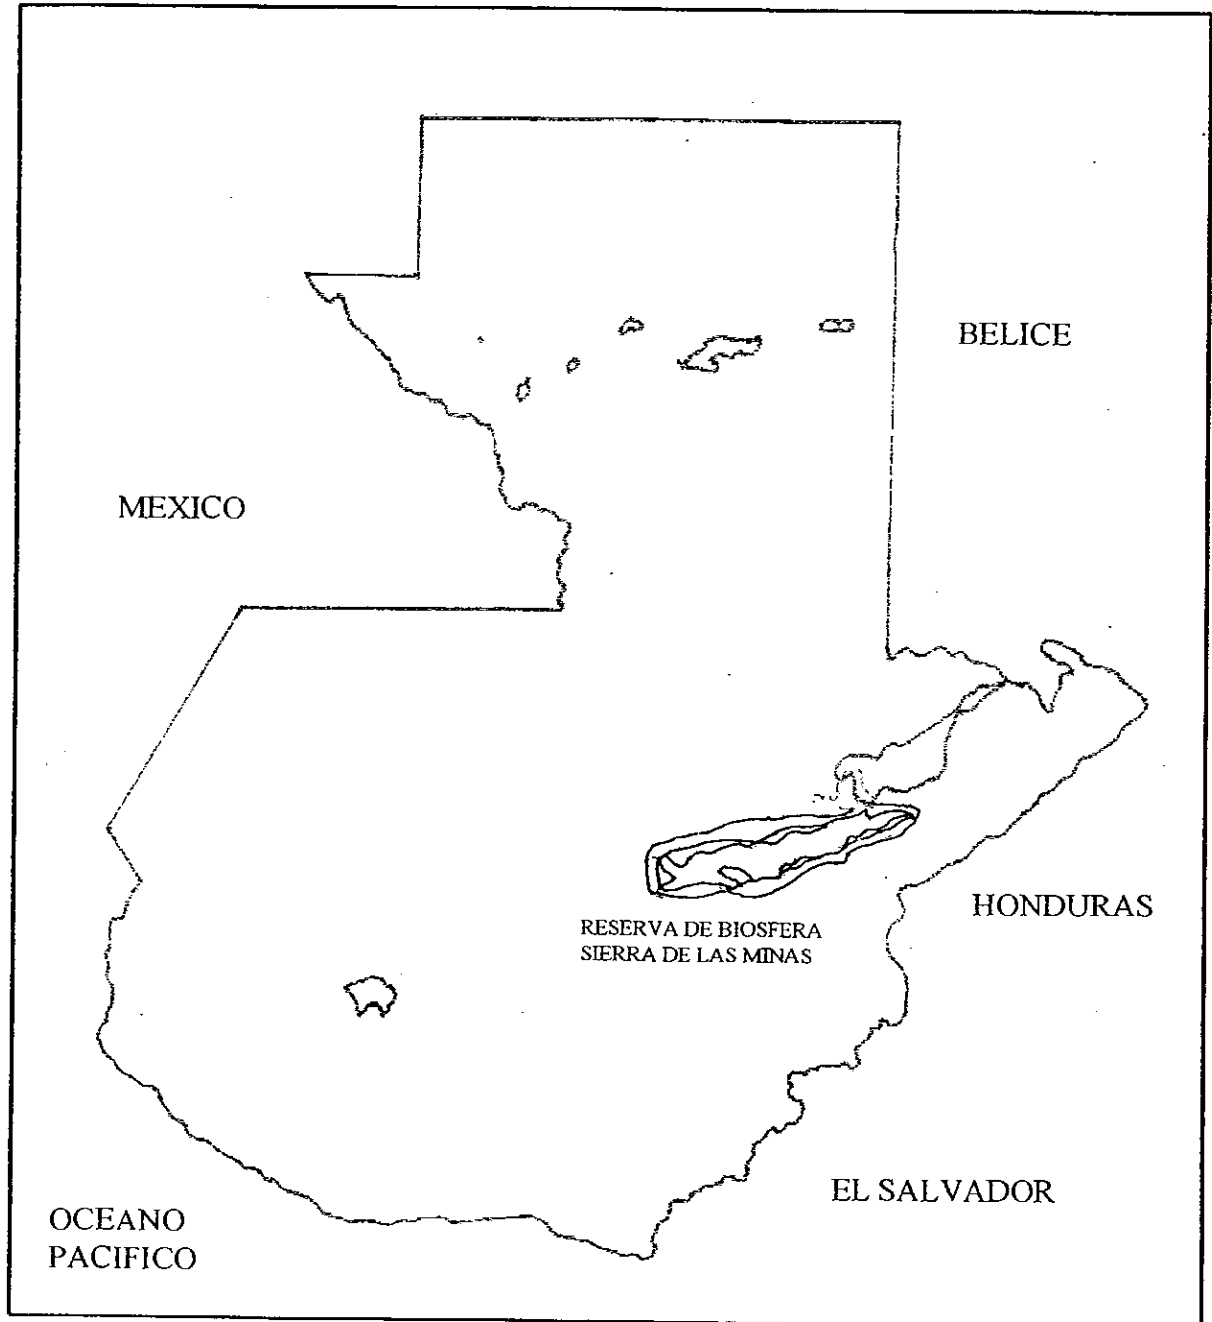 BELICE
MEXICO
HONDURAS
RESERVA DE BIOSFERA
SIERRA DE LAS MINAS
EL SALVADOR
OCEANO
PACIFICO